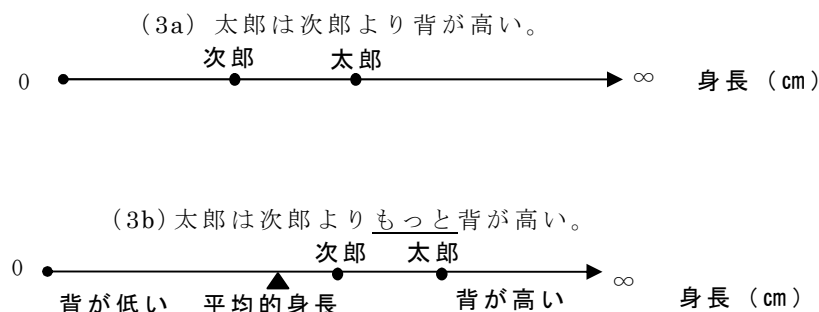 (3a) 太郎は次郎より背が高い。
次郎 太郎
0 ∞ 身長(㎝)
(3b)太郎は次郎よりもっと背が高い。
次郎 太郎
0 ∞
背が低い 平均的身長 背が高い 身長(㎝)